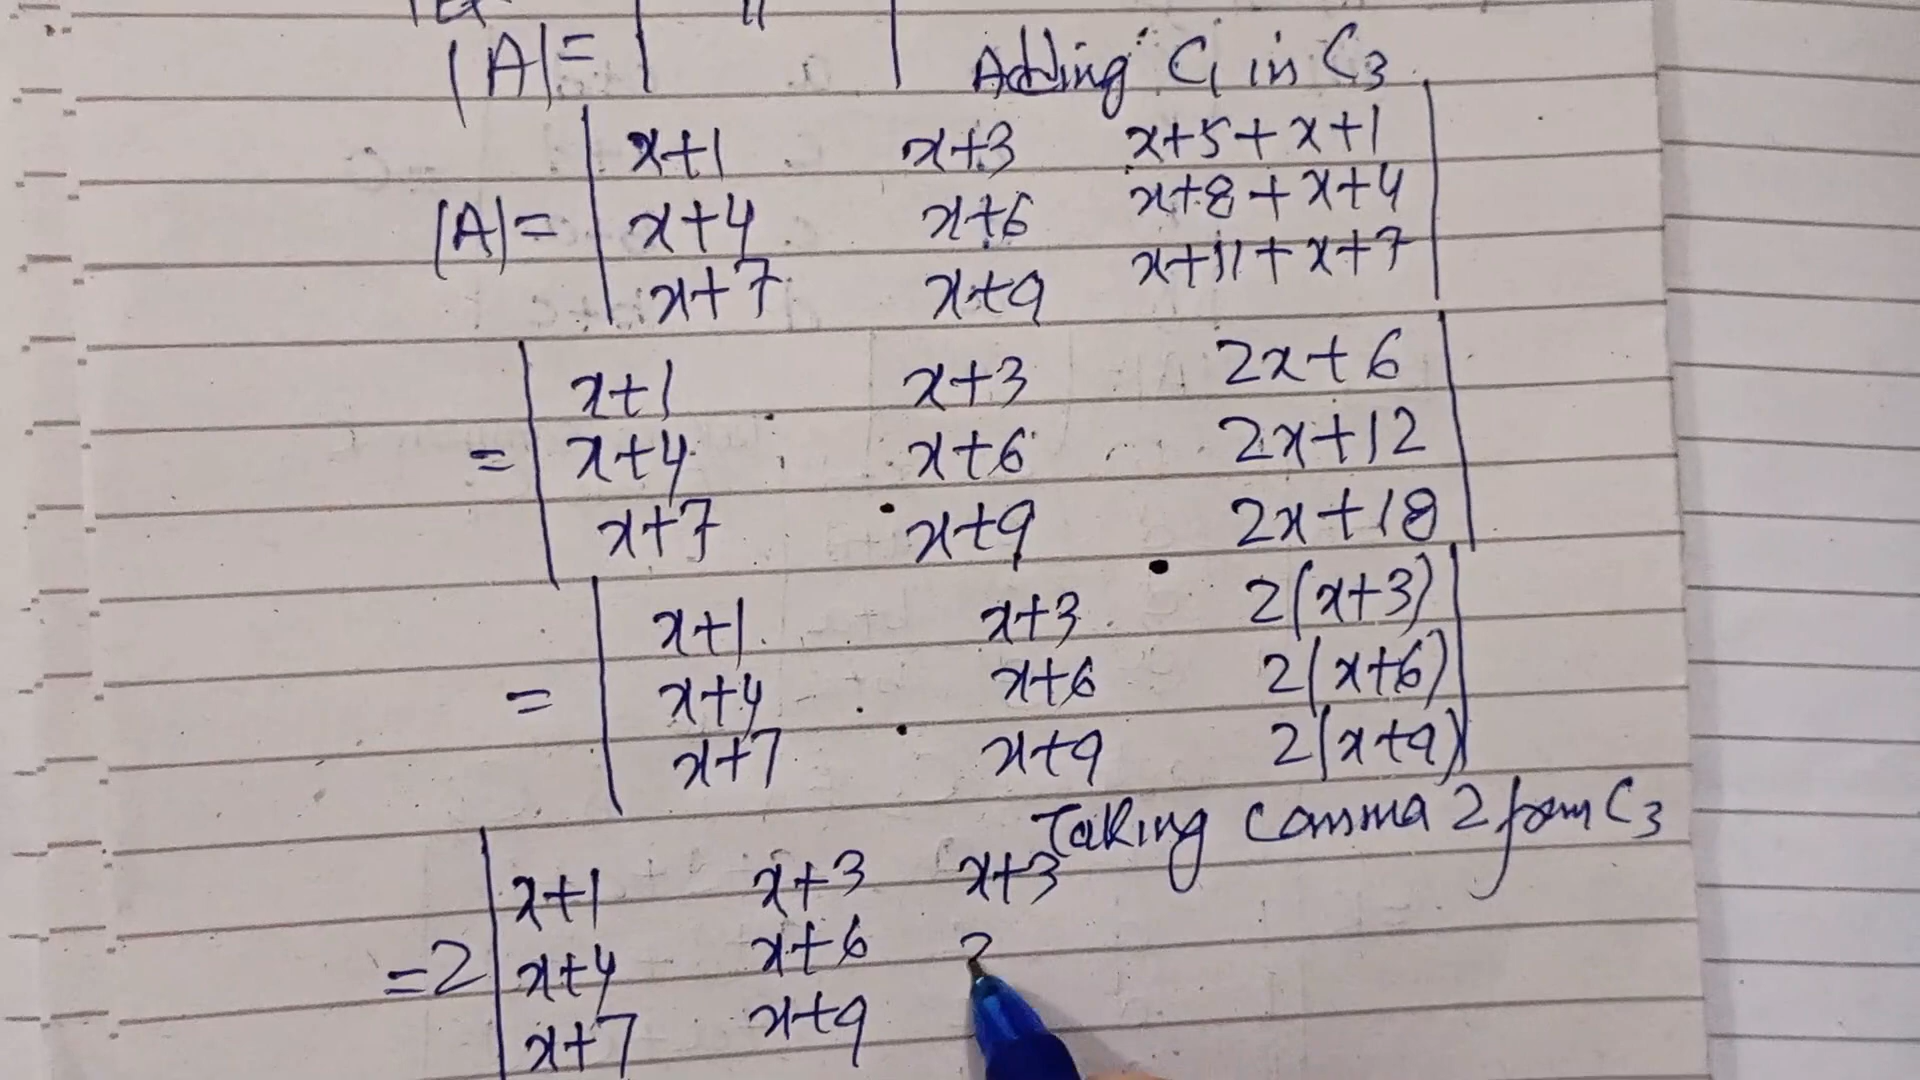 |A| = | " |
Adding C1 in C3
| x+1 x+3 x+5+x+1 |
|A| = | x+4 x+6 x+8+x+4 |
| x+7 x+9 x+11+x+7 |
| x+1 x+3 2x+6 |
= | x+4 x+6 2x+12 |
| x+7 x+9 2x+18 |
| x+1 x+3 2(x+3) |
= | x+4 x+6 2(x+6) |
| x+7 x+9 2(x+9) |
Taking comma 2 from C3
| x+1 x+3 x+3
=2 | x+4 x+6
| x+7 x+9